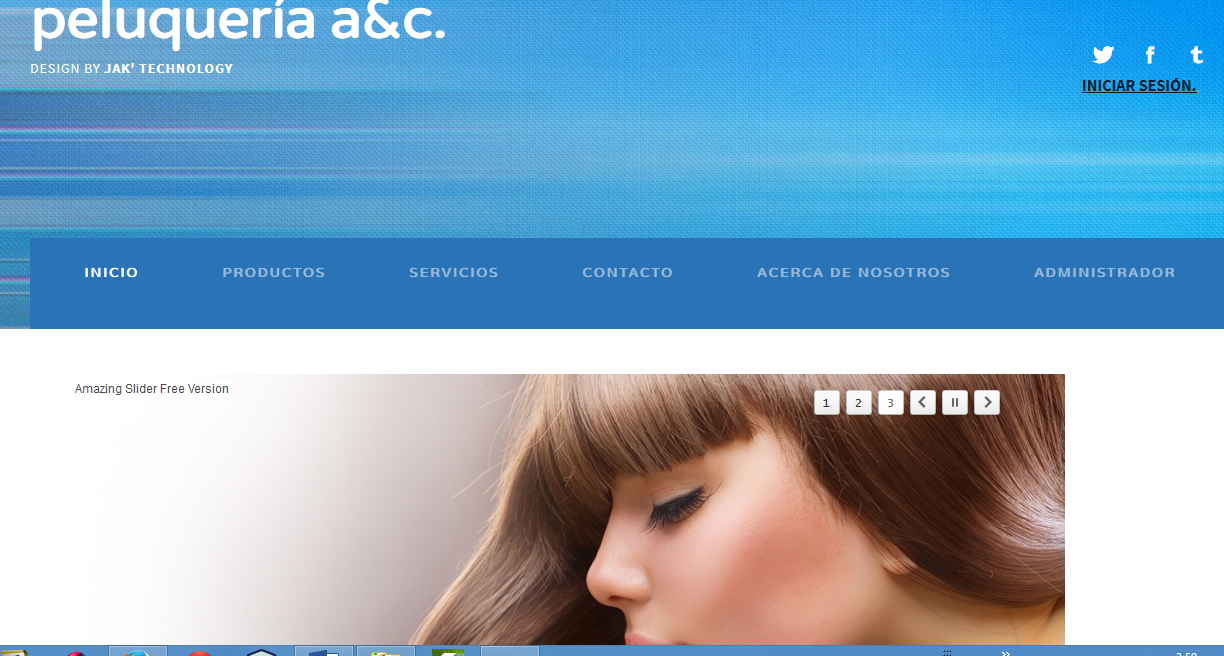 peluquería a&c.
DESIGN BY JAK' TECHNOLOGY
INICIAR SESIÓN.
INICIO PRODUCTOS SERVICIOS CONTACTO ACERCA DE NOSOTROS ADMINISTRADOR
Amazing Slider Free Version
1 2 3